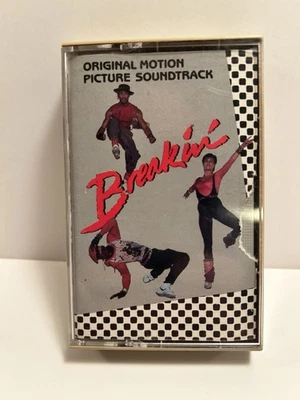 ORIGINAL MOTION
PICTURE SOUNDTRACK
Breakin'